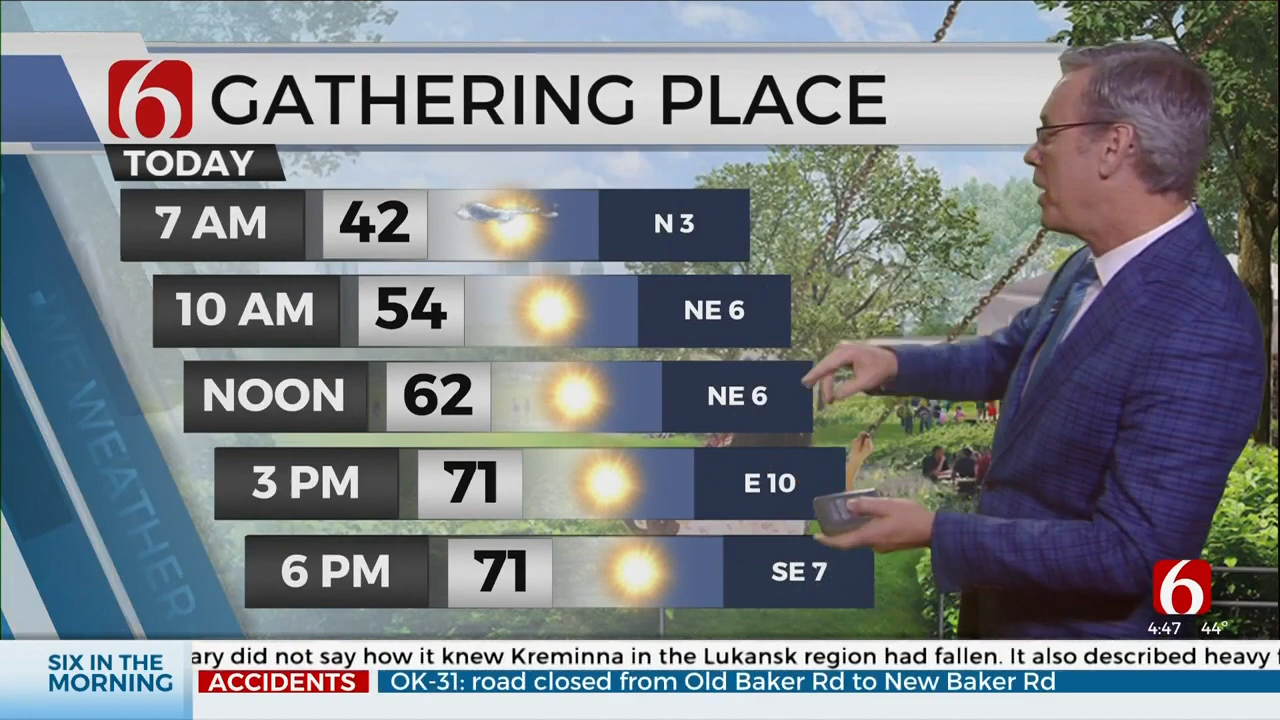 6 GATHERING PLACE
TODAY
7 AM 42 N 3
10 AM 54 NE 6
NOON 62 NE 6
3 PM 71 E 10
6 PM 71 SE 7
WEATHER
6
4:47 44°
SIX IN THE
MORNING
ary did not say how it knew Kreminna in the Lukansk region had fallen. It also described heavy f
ACCIDENTS OK-31: road closed from Old Baker Rd to New Baker Rd